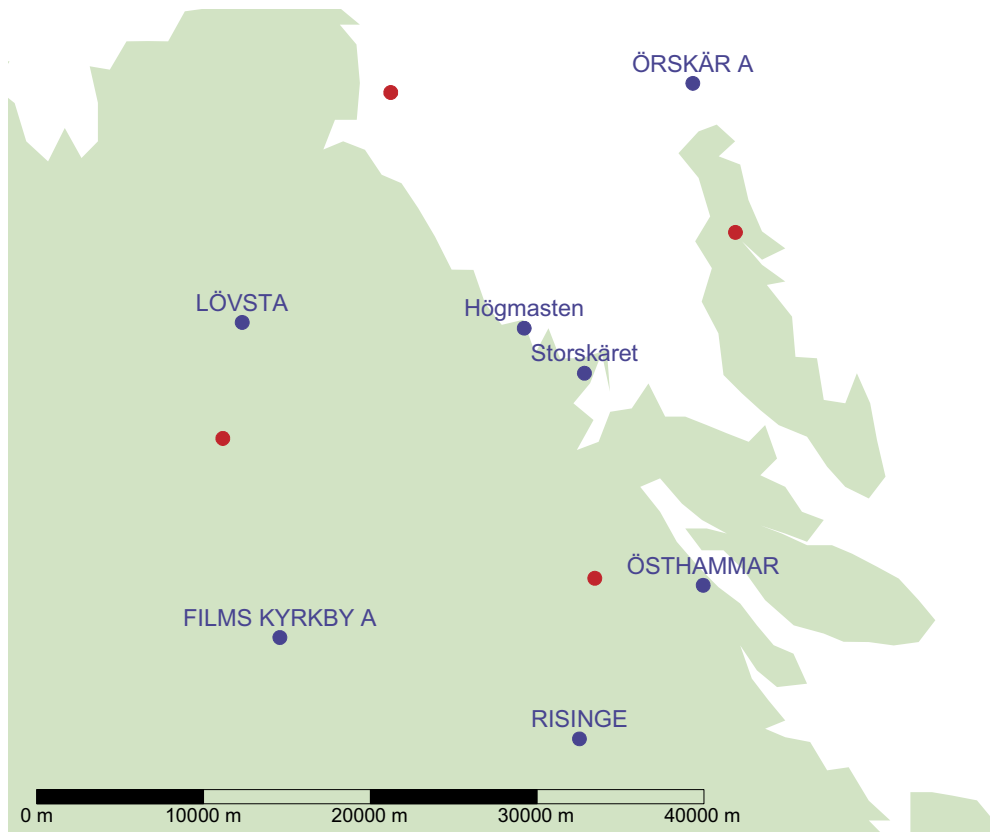 ÖRSKÄR A
LÖVSTA
Högmasten
Storskäret
ÖSTHAMMAR
FILMS KYRKBY A
RISINGE
0 m 10000 m 20000 m 30000 m 40000 m